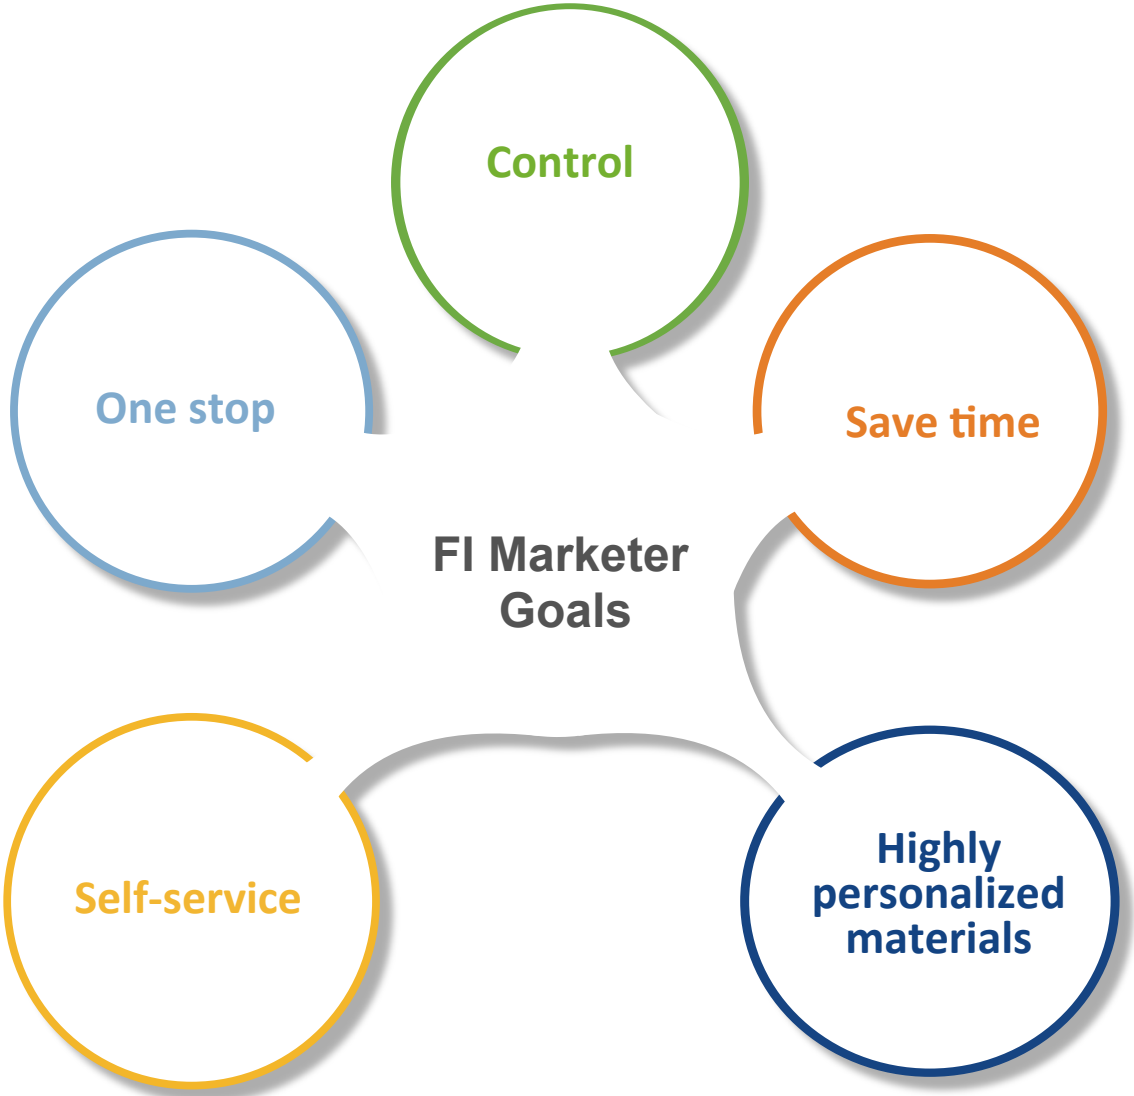 Control
One stop
Save time
FI Marketer
Goals
Self-service
Highly
personalized
materials